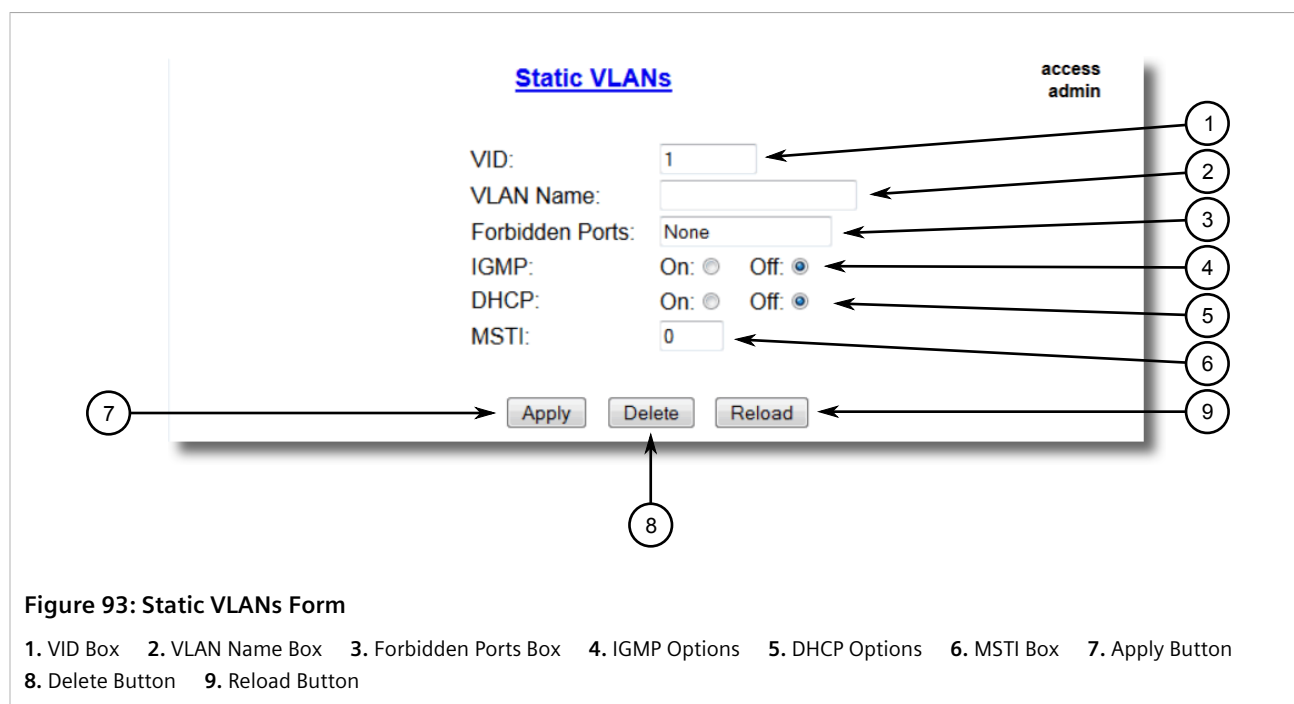 Static VLANs
access
admin
VID: 1
VLAN Name:
Forbidden Ports: None
IGMP: On: Off:
DHCP: On: Off:
MSTI: 0
Apply Delete Reload
1
2
3
4
5
6
7
9
8
Figure 93: Static VLANs Form
1. VID Box 2. VLAN Name Box 3. Forbidden Ports Box 4. IGMP Options 5. DHCP Options 6. MSTI Box 7. Apply Button
8. Delete Button 9. Reload Button